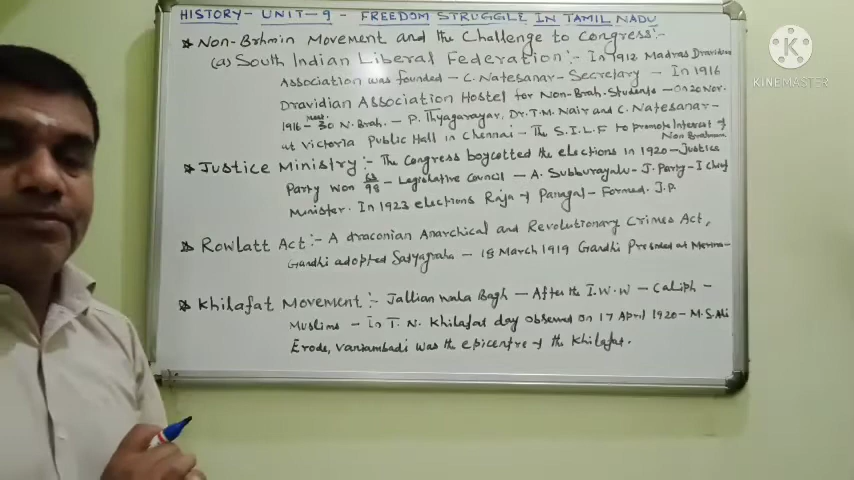 HISTORY- UNIT-9 - FREEDOM STRUGGLE IN TAMIL NADU
* Non-Brhmin Movement and the Challenge to Congress:-
(a) South Indian Liberal Federation:- In 1912 Madras Dravidian
Association was founded - C. Natesanar - Secretary - In 1916
Dravidian Association Hostel for Non-Brah. Students - On 20 Nov.
1916 - 30 N. Brah. - P. Thyagarayar, Dr. T.M. Nair and C. Natesanar -
at Victoria Public Hall in Chennai - The S.I.L.F to promote Interest of
Non Brahmin
* Justice Ministry:- The Congress boycotted the elections in 1920 - Justice
Party won 63/98 - Legislative Council - A. Subburayalu - J. Party - I Chief
Minister. In 1923 elections Raja of Panagal - Formed. J.P
* Rowlatt Act:- A draconian Anarchical and Revolutionary Crimes Act,
Gandhi adopted Satyagraha - 18 March 1919 Gandhi at Merina -
* Khilafat Movement:- Jallian wala Bagh - After the I.W.W - Caliph -
Muslims - In T.N. Khilafat day observed on 17 April 1920 - M.S. Ali
Erode, Vaniambadi was the epicentre of the Khilafat.
KINEMASTER